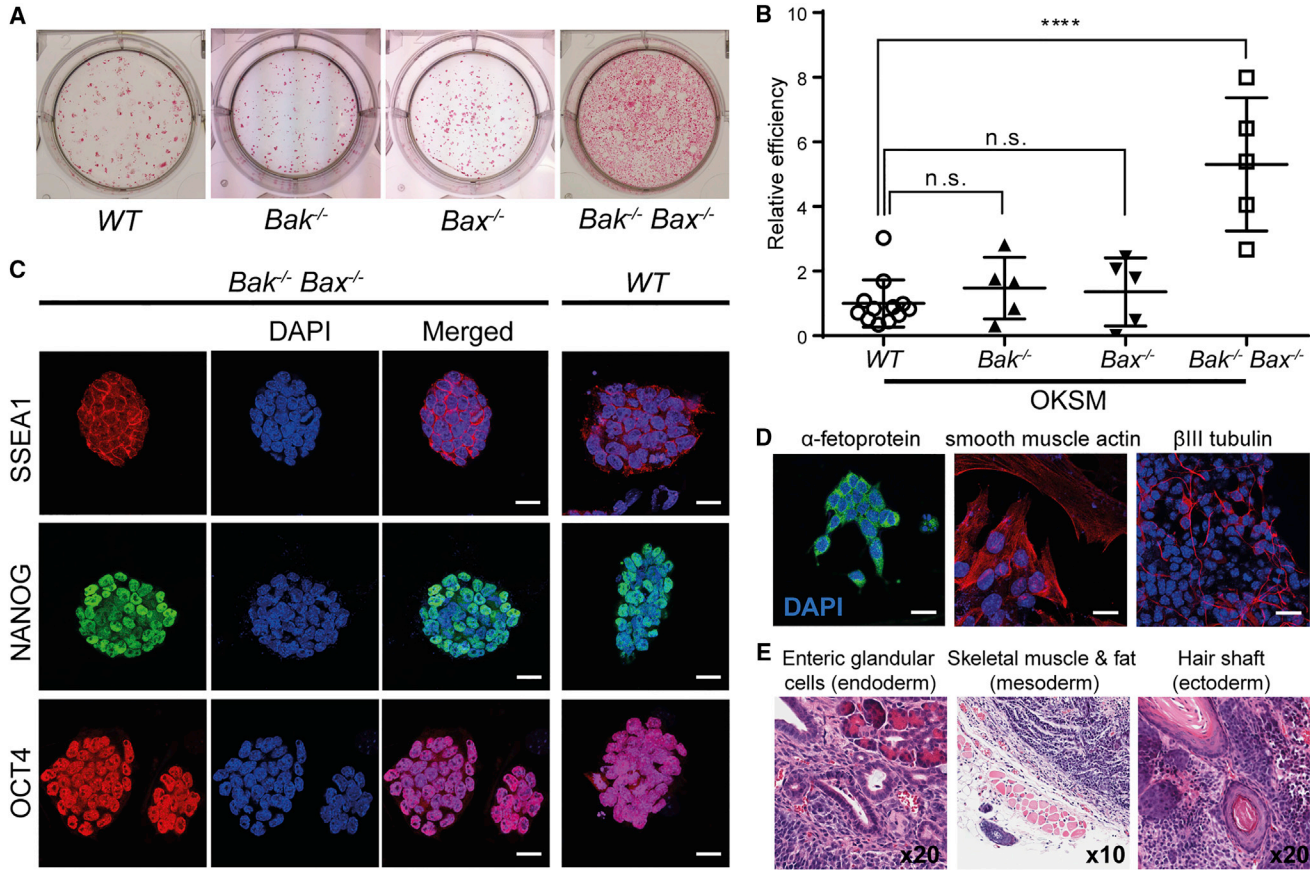 A
WT
Bak-/-
Bax-/-
Bak-/- Bax-/-
B
Relative efficiency
10
8
6
4
2
0
****
n.s.
n.s.
WT
Bak-/-
Bax-/-
Bak-/- Bax-/-
OKSM
C
Bak-/- Bax-/-
WT
DAPI
Merged
SSEA1
NANOG
OCT4
D
α-fetoprotein
smooth muscle actin
βIII tubulin
DAPI
E
Enteric glandular
cells (endoderm)
Skeletal muscle & fat
(mesoderm)
Hair shaft
(ectoderm)
x20
x10
x20